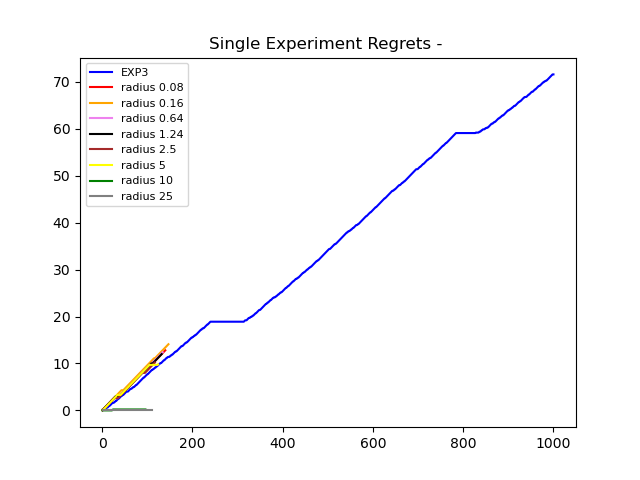 Single Experiment Regrets -
EXP3
radius 0.08
radius 0.16
radius 0.64
radius 1.24
radius 2.5
radius 5
radius 10
radius 25
70
60
50
40
30
20
10
0
0 200 400 600 800 1000